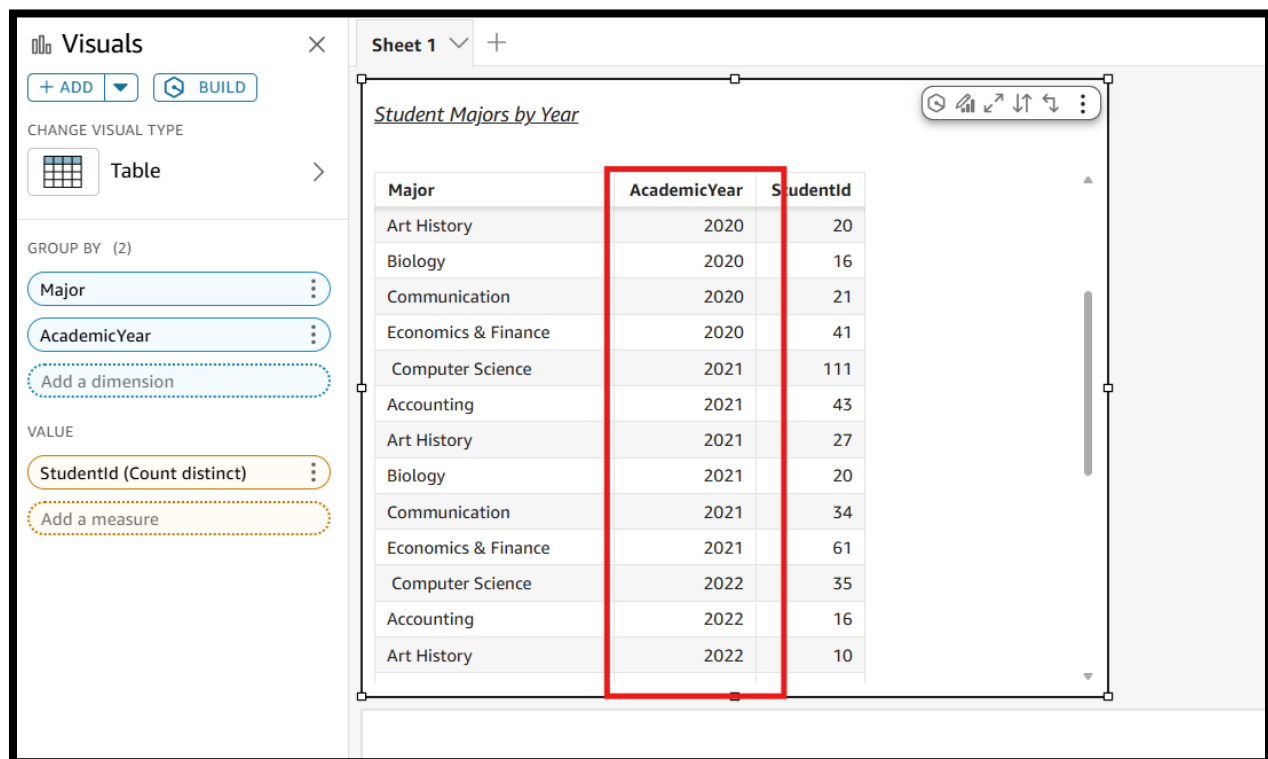 Visuals
+ ADD
BUILD
CHANGE VISUAL TYPE
Table
GROUP BY (2)
Major
AcademicYear
Add a dimension
VALUE
StudentId (Count distinct)
Add a measure
Sheet 1
Student Majors by Year
Major AcademicYear StudentId
Art History 2020 20
Biology 2020 16
Communication 2020 21
Economics & Finance 2020 41
Computer Science 2021 111
Accounting 2021 43
Art History 2021 27
Biology 2021 20
Communication 2021 34
Economics & Finance 2021 61
Computer Science 2022 35
Accounting 2022 16
Art History 2022 10